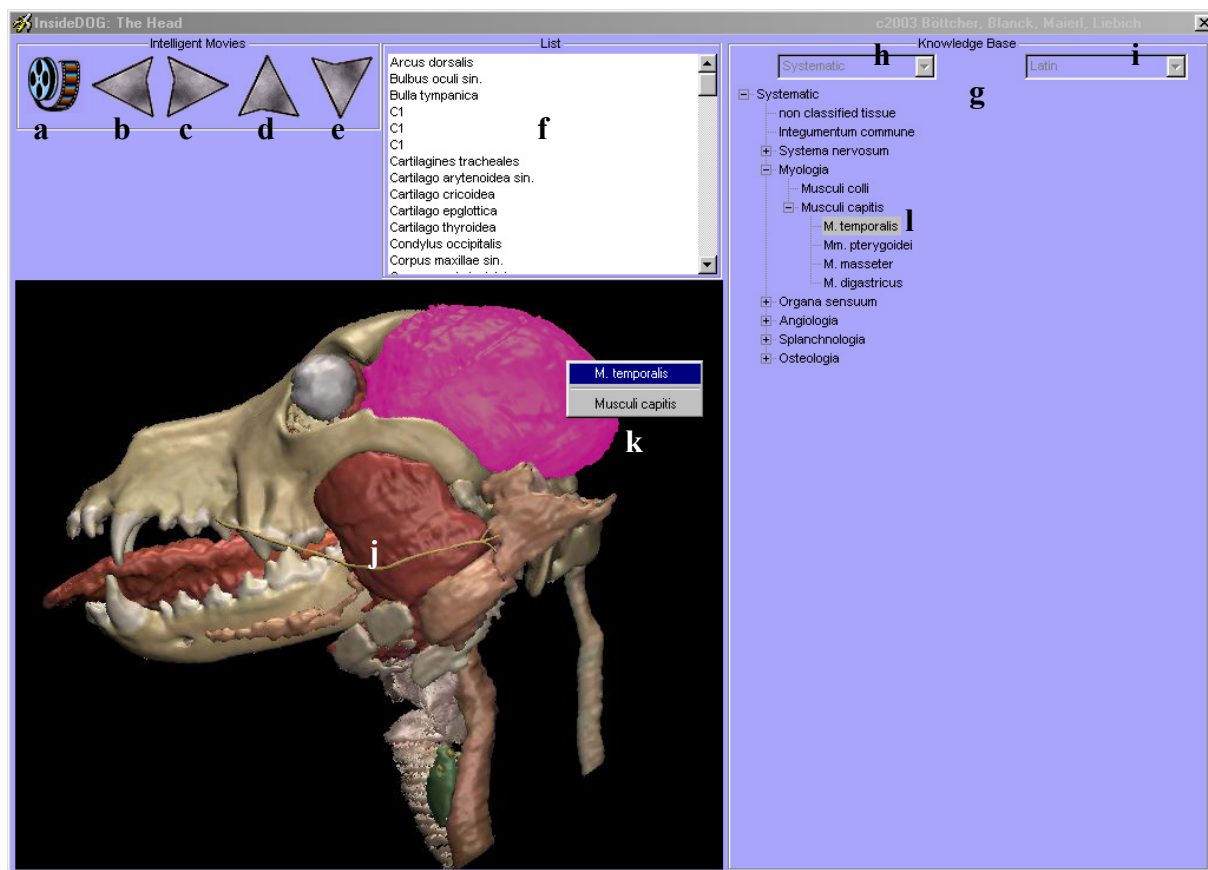 InsideDOG: The Head
c2003 Böttcher, Blanck, Maierl, Liebich
Intelligent Movies
a
b
c
d
e
List
Arcus dorsalis
Bulbus oculi sin.
Bulla tympanica
C1
C1
C1
Cartilagines tracheales
Cartilago arytenoidea sin.
Cartilago cricoidea
Cartilago epglottica
Cartilago thyroidea
Condylus occipitalis
Corpus maxillae sin.
f
Knowledge Base
Systematic
h
Latin
i
g
Systematic
non classified tissue
Integumentum commune
Systema nervosum
Myologia
Musculi colli
Musculi capitis
M. temporalis
l
Mm. pterygoidei
M. masseter
M. digastricus
Organa sensuum
Angiologia
Splanchnologia
Osteologia
M. temporalis
Musculi capitis
k
j